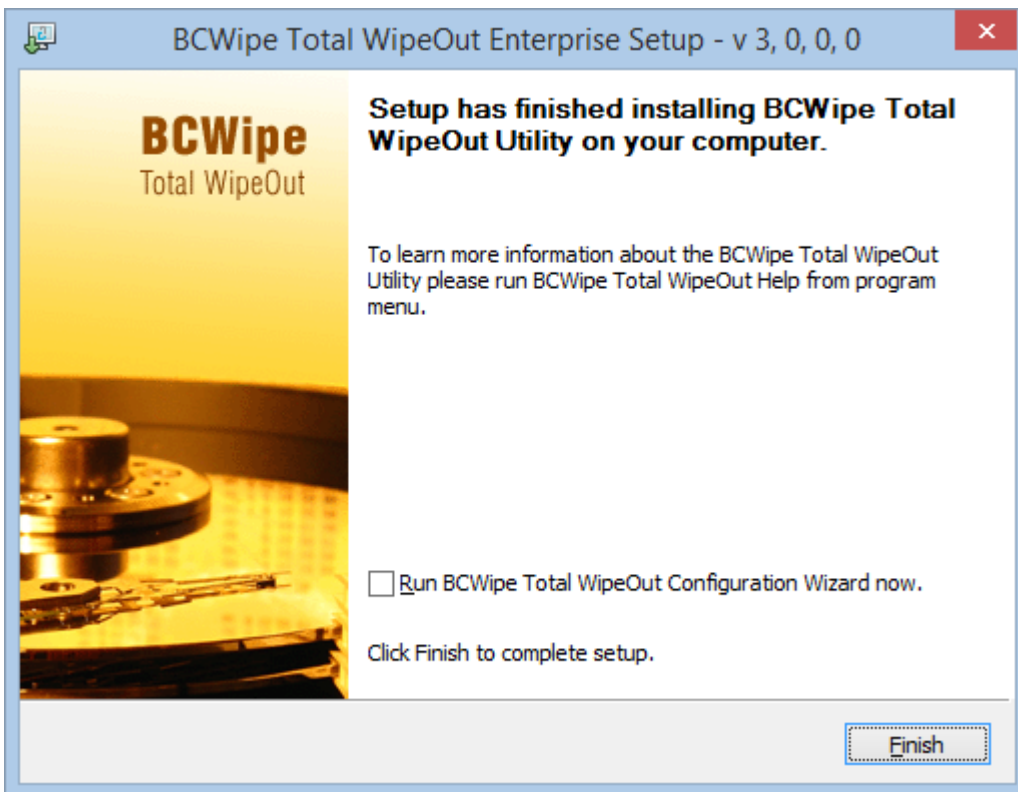 BCWipe Total WipeOut Enterprise Setup - v 3, 0, 0, 0
BCWipe
Total WipeOut
Setup has finished installing BCWipe Total
WipeOut Utility on your computer.
To learn more information about the BCWipe Total WipeOut
Utility please run BCWipe Total WipeOut Help from program
menu.
Run BCWipe Total WipeOut Configuration Wizard now.
Click Finish to complete setup.
Finish